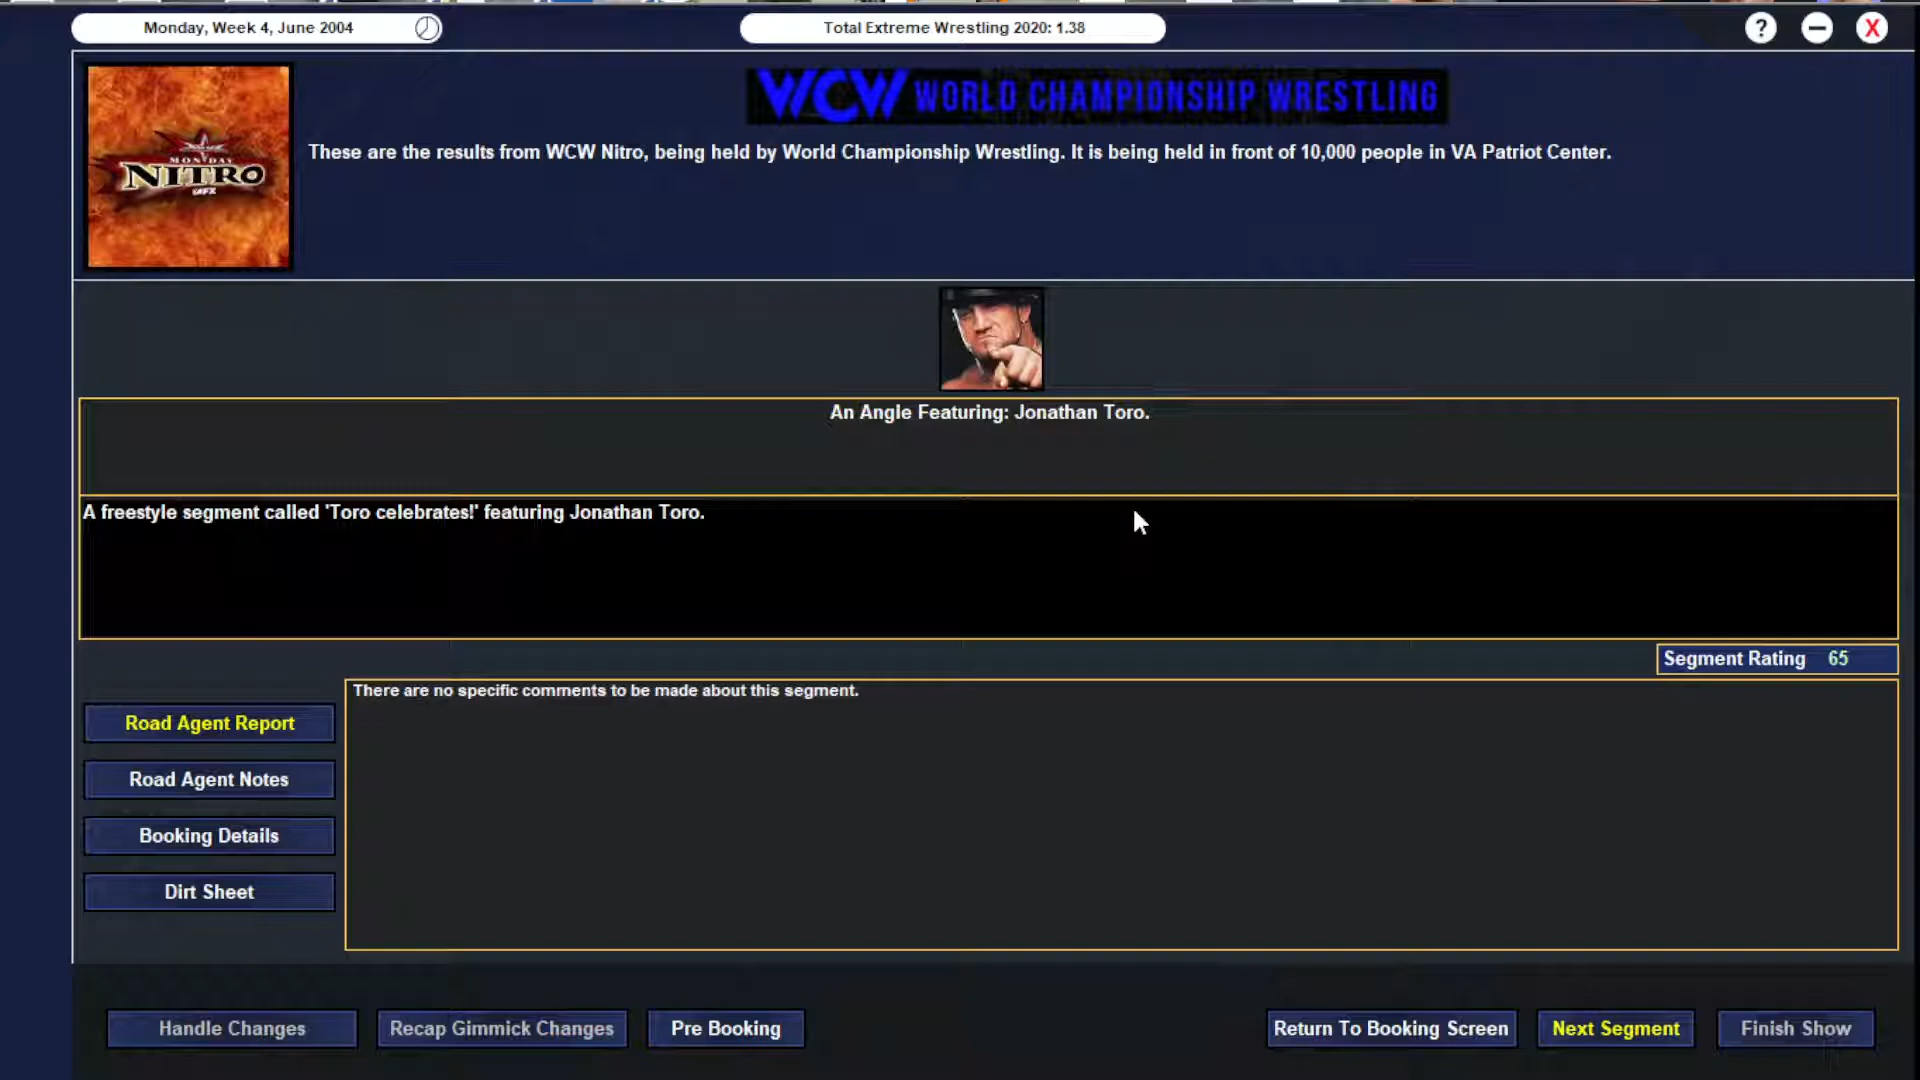 Monday, Week 4, June 2004
Total Extreme Wrestling 2020: 1.38
?
X
WCW WORLD CHAMPIONSHIP WRESTLING
MONDAY
NITRO
These are the results from WCW Nitro, being held by World Championship Wrestling. It is being held in front of 10,000 people in VA Patriot Center.
An Angle Featuring: Jonathan Toro.
A freestyle segment called 'Toro celebrates!' featuring Jonathan Toro.
Segment Rating 65
There are no specific comments to be made about this segment.
Road Agent Report
Road Agent Notes
Booking Details
Dirt Sheet
Handle Changes
Recap Gimmick Changes
Pre Booking
Return To Booking Screen
Next Segment
Finish Show